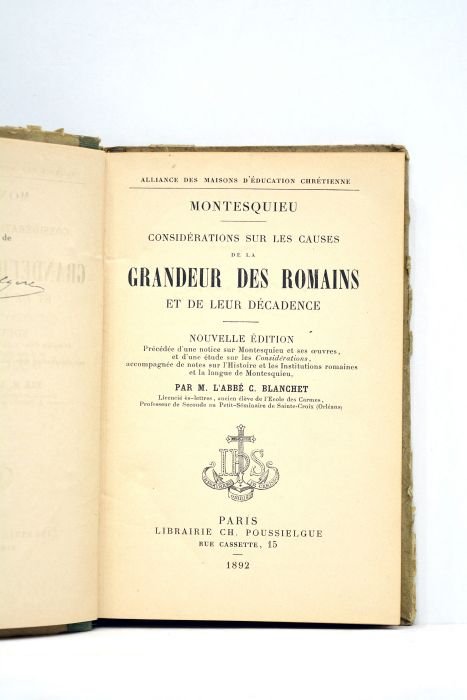 ALLIANCE DES MAISONS D'ÉDUCATION CHRÉTIENNE
MONTESQUIEU
CONSIDÉRATIONS SUR LES CAUSES
DE LA
GRANDEUR DES ROMAINS
ET DE LEUR DÉCADENCE
NOUVELLE ÉDITION
Précédée d'une notice sur Montesquieu et ses œuvres,
et d'une étude sur les Considérations,
accompagnée de notes sur l'Histoire et les Institutions romaines
et la langue de Montesquieu,
PAR M. L'ABBÉ C. BLANCHET
Licencié ès-lettres, ancien élève de l'École des Carmes,
Professeur de Seconde au Petit-Séminaire de Sainte-Croix (Orléans)
IHS
PARIS
LIBRAIRIE CH. POUSSIELGUE
RUE CASSETTE, 15
1892
de